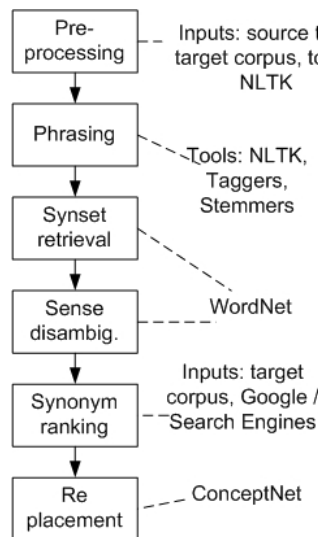 Pre-
processing
Inputs: source t
target corpus, to
NLTK
Phrasing
Tools: NLTK,
Taggers,
Stemmers
Synset
retrieval
WordNet
Sense
disambig.
Inputs: target
corpus, Google /
Search Engines
Synonym
ranking
ConceptNet
Re
placement